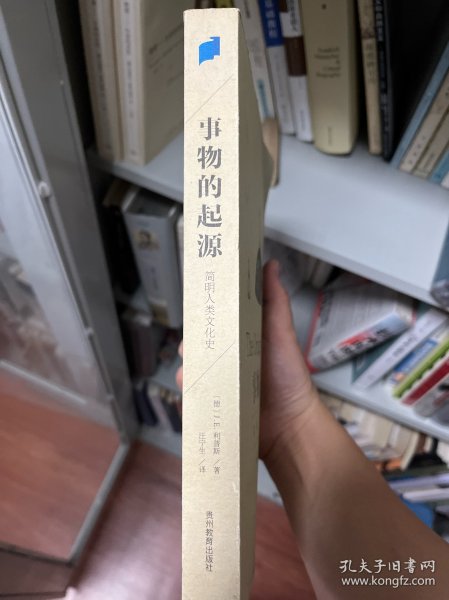 事物的起源
简明人类文化史
[德] J.E. 利普斯 / 著
汪宁生 / 译
贵州教育出版社
孔夫子旧书网
www.kongfz.com